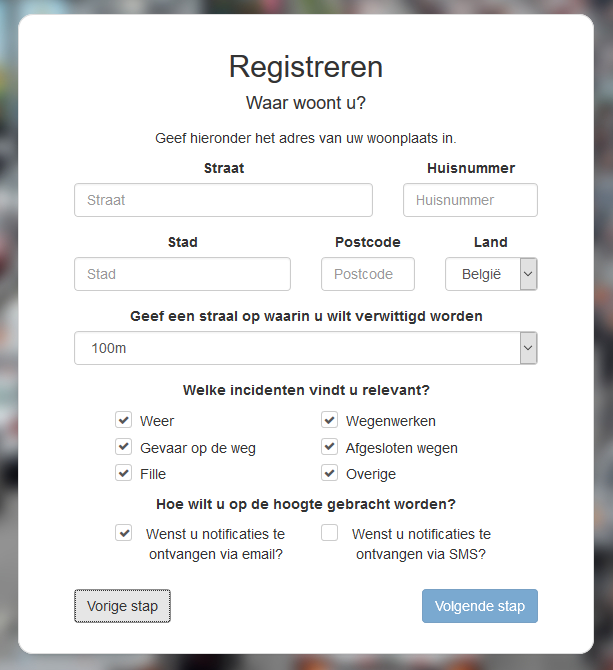 Registreren
Waar woont u?
Geef hieronder het adres van uw woonplaats in.
Straat Huisnummer
Straat Huisnummer
Stad Postcode Land
Stad Postcode België
Geef een straal op waarin u wilt verwittigd worden
100m
Welke incidenten vindt u relevant?
Weer Wegenwerken
Gevaar op de weg Afgesloten wegen
Fille Overige
Hoe wilt u op de hoogte gebracht worden?
Wenst u notificaties te Wenst u notificaties te
ontvangen via email? ontvangen via SMS?
Vorige stap Volgende stap